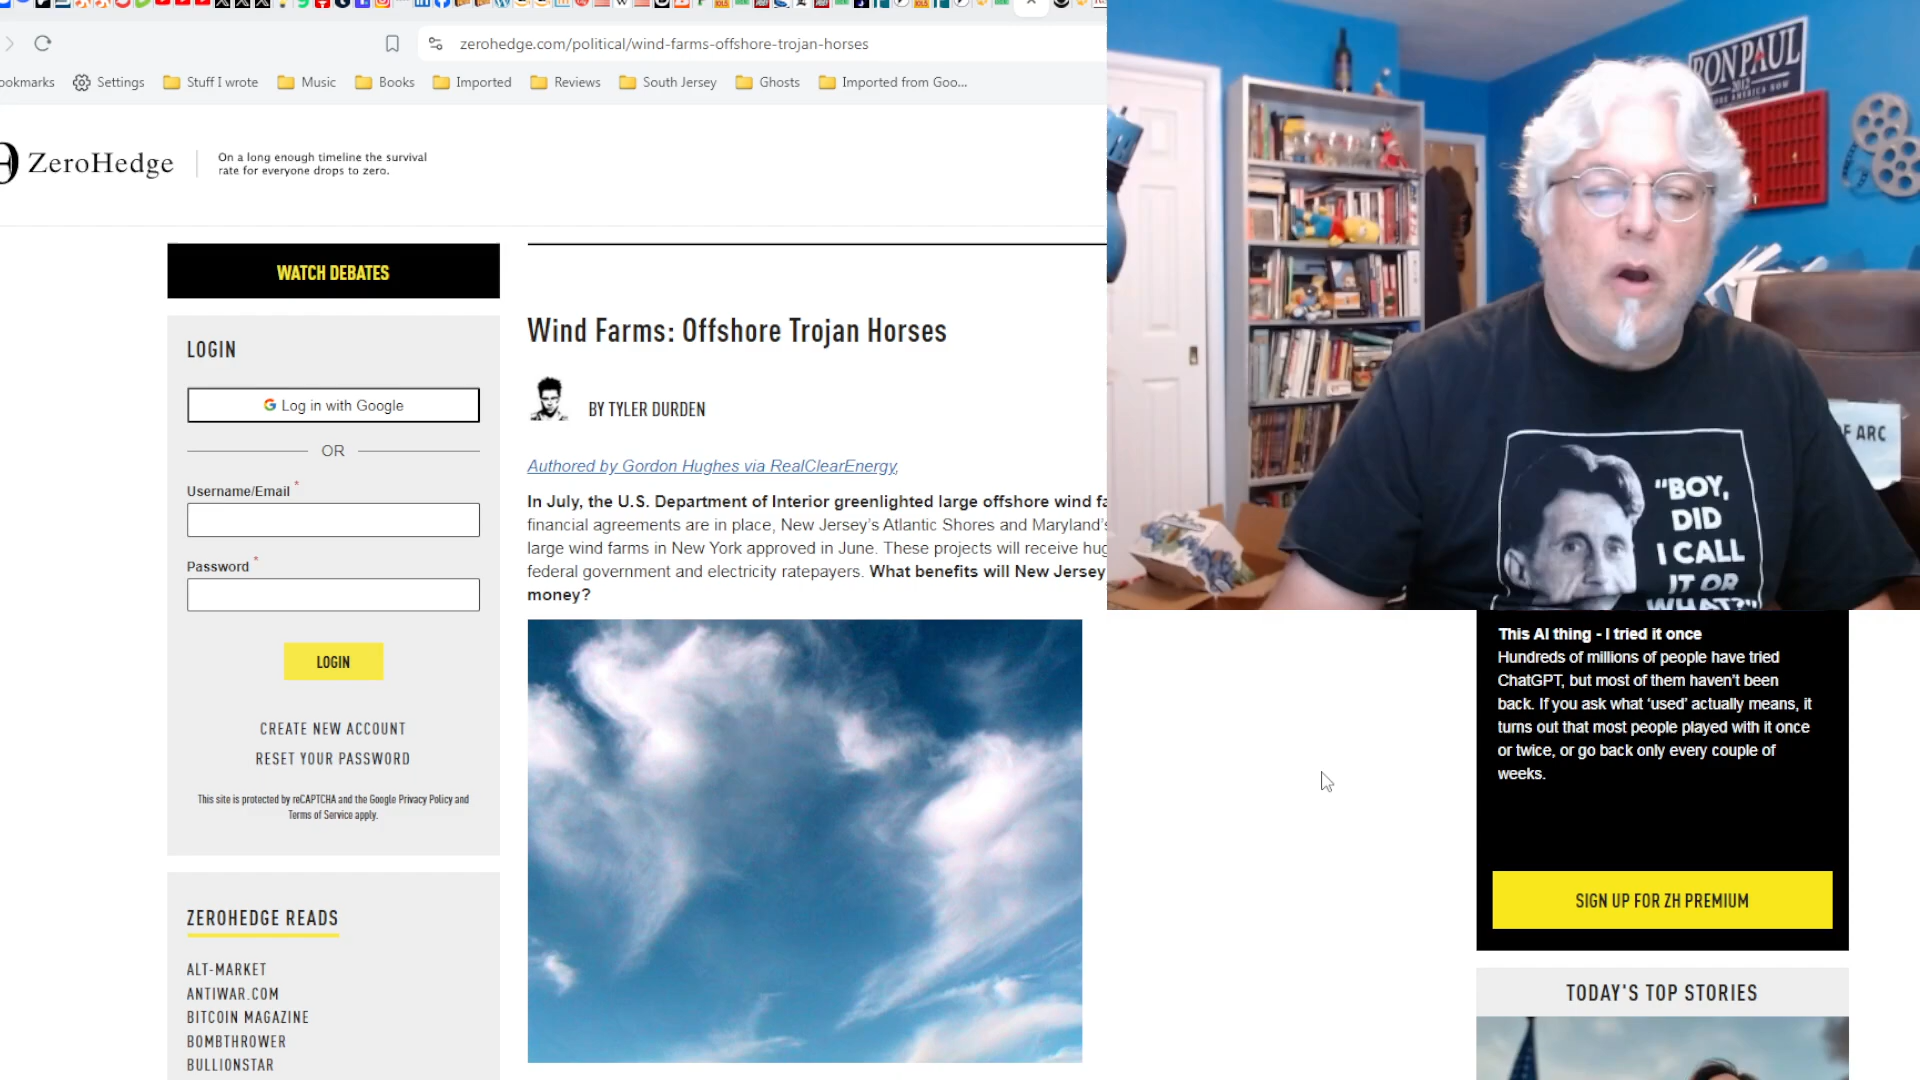 zerohedge.com/political/wind-farms-offshore-trojan-horses
ookmarks
Settings
Stuff I wrote
Music
Books
Imported
Reviews
South Jersey
Ghosts
Imported from Goo...
ZeroHedge
On a long enough timeline the survival
rate for everyone drops to zero.
WATCH DEBATES
LOGIN
G Log in with Google
OR
Username/Email *
Password *
LOGIN
CREATE NEW ACCOUNT
RESET YOUR PASSWORD
This site is protected by reCAPTCHA and the Google Privacy Policy and
Terms of Service apply.
ZEROHEDGE READS
ALT-MARKET
ANTIWAR.COM
BITCOIN MAGAZINE
BOMBTHROWER
BULLIONSTAR
Wind Farms: Offshore Trojan Horses
BY TYLER DURDEN
Authored by Gordon Hughes via RealClearEnergy,
In July, the U.S. Department of Interior greenlighted large offshore wind fa
financial agreements are in place, New Jersey's Atlantic Shores and Maryland's
large wind farms in New York approved in June. These projects will receive hug
federal government and electricity ratepayers. What benefits will New Jersey
money?
RON PAUL
2012
ORE AMERICA NOW
F ARC
"BOY,
DID
I CALL
IT OR
WHAT?"
This AI thing - I tried it once
Hundreds of millions of people have tried
ChatGPT, but most of them haven't been
back. If you ask what 'used' actually means, it
turns out that most people played with it once
or twice, or go back only every couple of
weeks.
SIGN UP FOR ZH PREMIUM
TODAY'S TOP STORIES